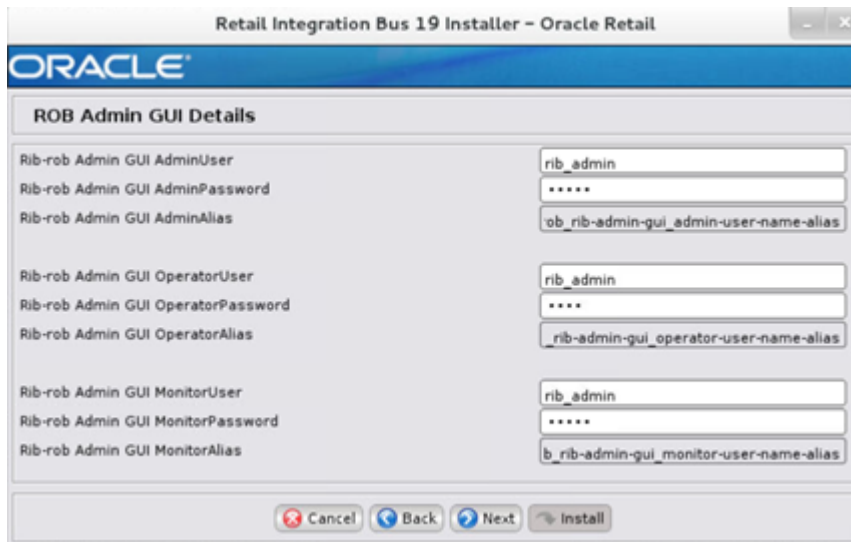 Retail Integration Bus 19 Installer – Oracle Retail
ORACLE
ROB Admin GUI Details
Rib-rob Admin GUI AdminUser rib_admin
Rib-rob Admin GUI AdminPassword •••••
Rib-rob Admin GUI AdminAlias ob_rib-admin-gui_admin-user-name-alias
Rib-rob Admin GUI OperatorUser rib_admin
Rib-rob Admin GUI OperatorPassword ••••
Rib-rob Admin GUI OperatorAlias _rib-admin-gui_operator-user-name-alias
Rib-rob Admin GUI MonitorUser rib_admin
Rib-rob Admin GUI MonitorPassword •••••
Rib-rob Admin GUI MonitorAlias b_rib-admin-gui_monitor-user-name-alias
Cancel Back Next Install